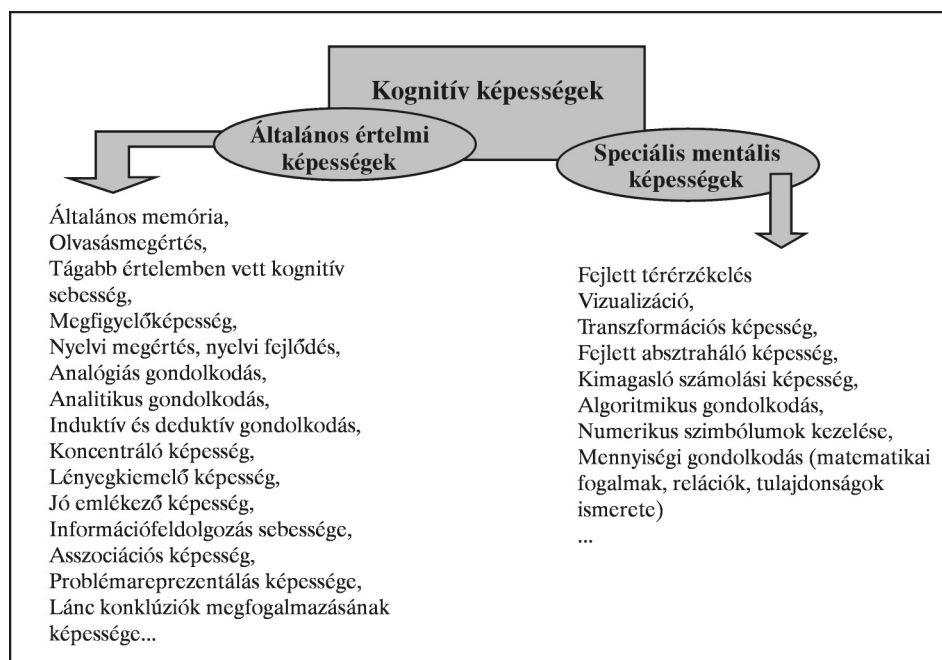 Kognitív képességek
Általános értelmi
képességek
Speciális mentális
képességek
Általános memória,
Olvasásmegértés,
Tágabb értelemben vett kognitív
sebesség,
Megfigyelőképesség,
Nyelvi megértés, nyelvi fejlődés,
Analógiás gondolkodás,
Analitikus gondolkodás,
Induktív és deduktív gondolkodás,
Koncentráló képesség,
Lényegkiemelő képesség,
Jó emlékező képesség,
Információfeldolgozás sebessége,
Asszociációs képesség,
Problémareprezentálás képessége,
Lánc konklúziók megfogalmazásának
képessége...
Fejlett térérzékelés
Vizualizáció,
Transzformációs képesség,
Fejlett absztraháló képesség,
Kimagasló számolási képesség,
Algoritmikus gondolkodás,
Numerikus szimbólumok kezelése,
Mennyiségi gondolkodás (matematikai
fogalmak, relációk, tulajdonságok
ismerete)
...